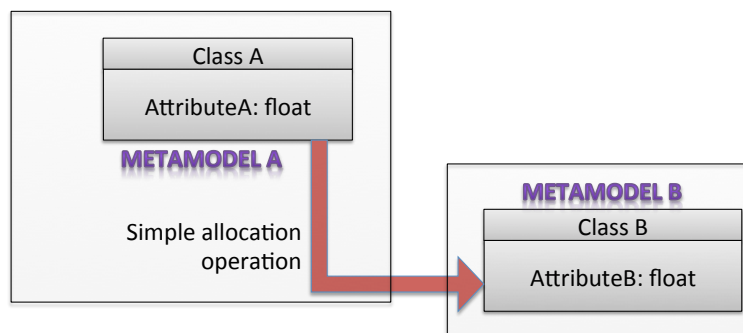 Class A
AttributeA: float
METAMODEL A
Simple allocation
operation
METAMODEL B
Class B
AttributeB: float